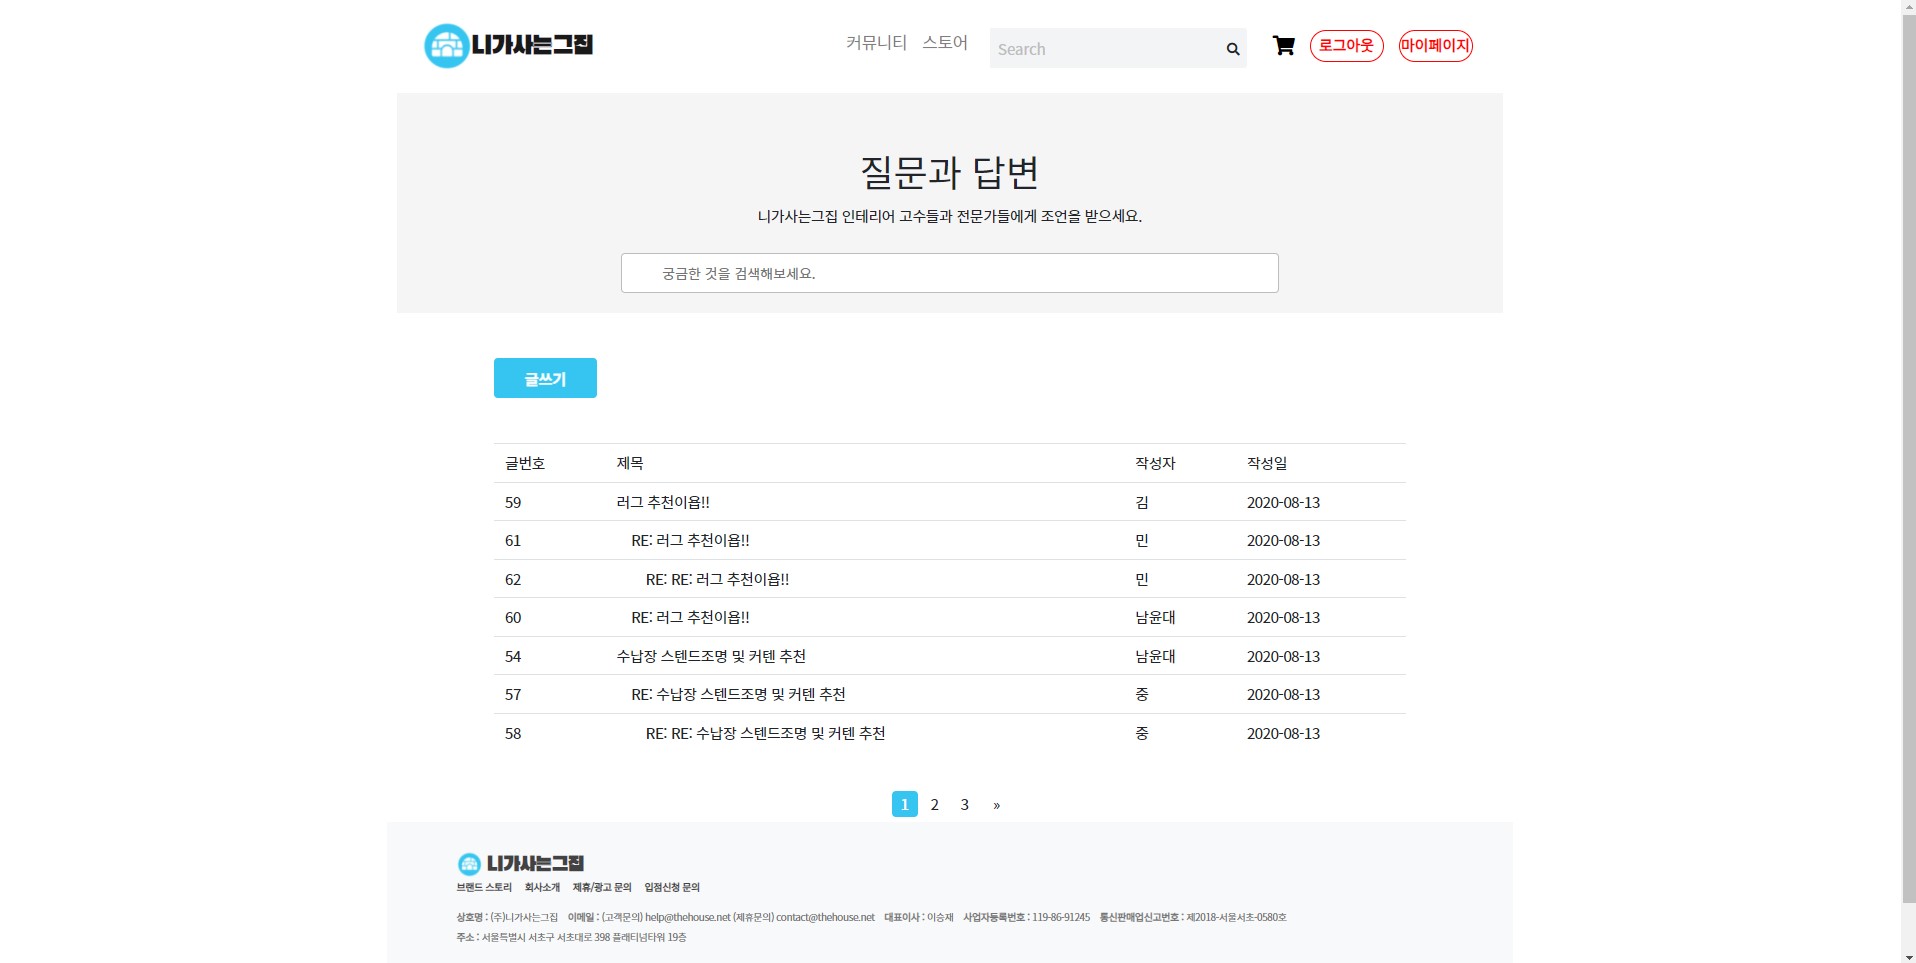 니가사는그집
커뮤니티 스토어 Search 로그아웃 마이페이지
질문과 답변
니가사는그집 인테리어 고수들과 전문가들에게 조언을 받으세요.
궁금한 것을 검색해보세요.
글쓰기
글번호 제목 작성자 작성일
59 러그 추천이욥!! 김 2020-08-13
61 RE: 러그 추천이욥!! 민 2020-08-13
62 RE: RE: 러그 추천이욥!! 민 2020-08-13
60 RE: 러그 추천이욥!! 남윤대 2020-08-13
54 수납장 스텐드조명 및 커텐 추천 남윤대 2020-08-13
57 RE: 수납장 스텐드조명 및 커텐 추천 중 2020-08-13
58 RE: RE: 수납장 스텐드조명 및 커텐 추천 중 2020-08-13
1 2 3 »
니가사는그집
브랜드 스토리 회사소개 제휴/광고 문의 입점신청 문의
상호명 : (주)니가사는그집 이메일 : (고객문의) help@thehouse.net (제휴문의) contact@thehouse.net 대표이사 : 이승재 사업자등록번호 : 119-86-91245 통신판매업신고번호 : 제2018-서울서초-0580호
주소 : 서울특별시 서초구 서초대로 398 플래티넘타워 19층